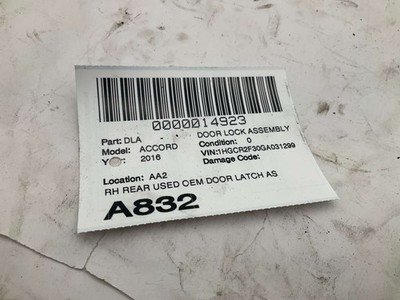 0000014923
Part: DLA DOOR LOCK ASSEMBLY
Model: ACCORD Condition: 0
Year: 2016 VIN:1HGCR2F30GA031299
Damage Code:
Location: AA2
RH REAR USED OEM DOOR LATCH AS
A832